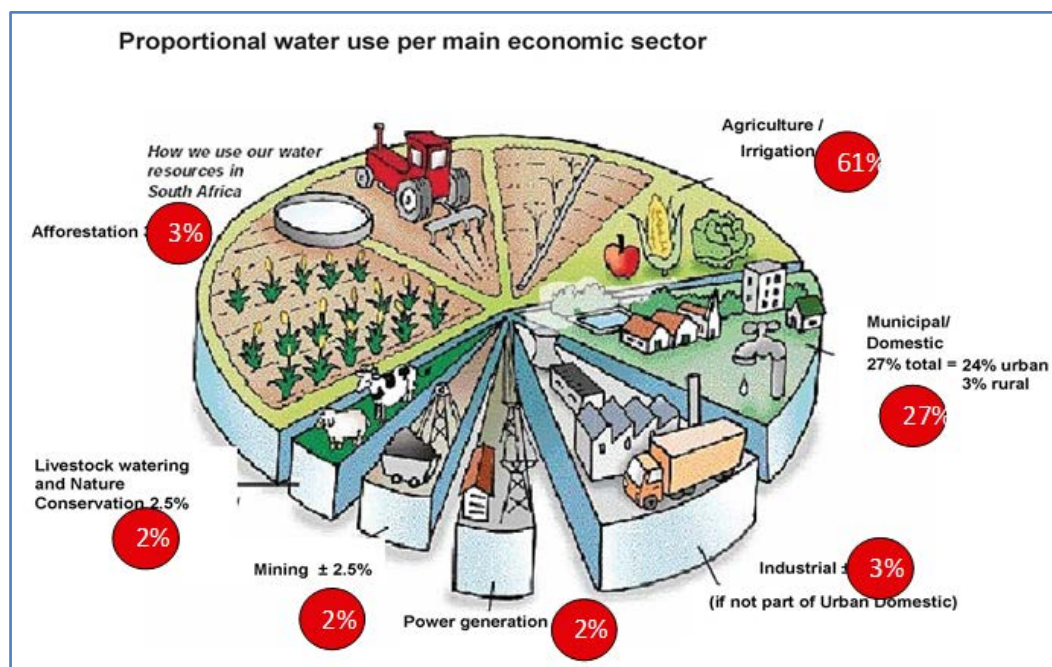 Proportional water use per main economic sector
How we use our water
resources in
South Africa
Afforestation
3%
Agriculture /
Irrigation
61%
Municipal/
Domestic
27% total = 24% urban
3% rural
27%
Livestock watering
and Nature
Conservation 2.5%
2%
Mining ± 2.5%
2%
Power generation
2%
Industrial ±
3%
(if not part of Urban Domestic)